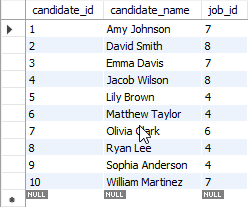 candidate_id candidate_name job_id
1 Amy Johnson 7
2 David Smith 8
3 Emma Davis 7
4 Jacob Wilson 8
5 Lily Brown 4
6 Matthew Taylor 4
7 Olivia Clark 6
8 Ryan Lee 4
9 Sophia Anderson 4
10 William Martinez 7
NULL NULL NULL